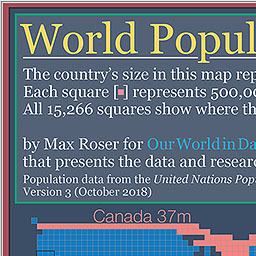 World Popul
The country's size in this map rep
Each square [▪] represents 500,00
All 15,266 squares show where th
by Max Roser for Our World in Da
that presents the data and resear
Population data from the United Nations Pop
Version 3 (October 2018)
Canada 37m